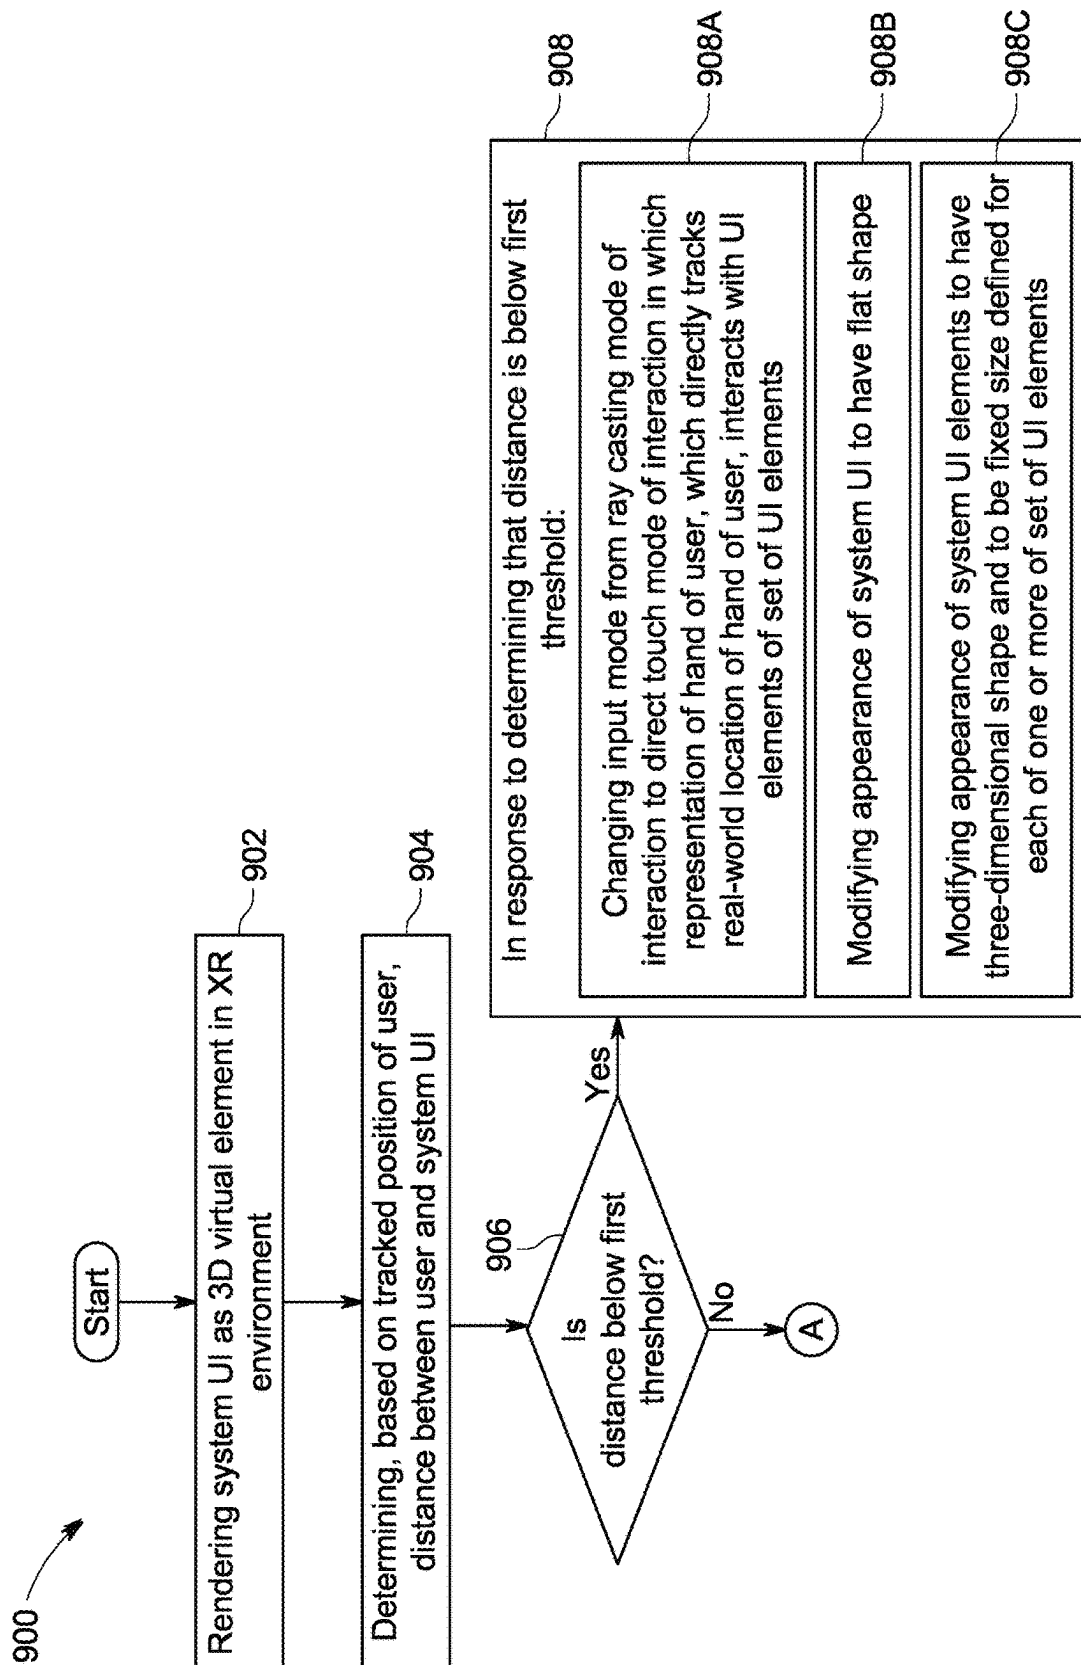 900
Start
902
Rendering system UI as 3D virtual element in XR
environment
904
Determining, based on tracked position of user,
distance between user and system UI
906
Is
distance below first
threshold?
Yes
No
A
908
In response to determining that distance is below first
threshold:
908A
Changing input mode from ray casting mode of
interaction to direct touch mode of interaction in which
representation of hand of user, which directly tracks
real-world location of hand of user, interacts with UI
elements of set of UI elements
908B
Modifying appearance of system UI to have flat shape
908C
Modifying appearance of system UI elements to have
three-dimensional shape and to be fixed size defined for
each of one or more of set of UI elements